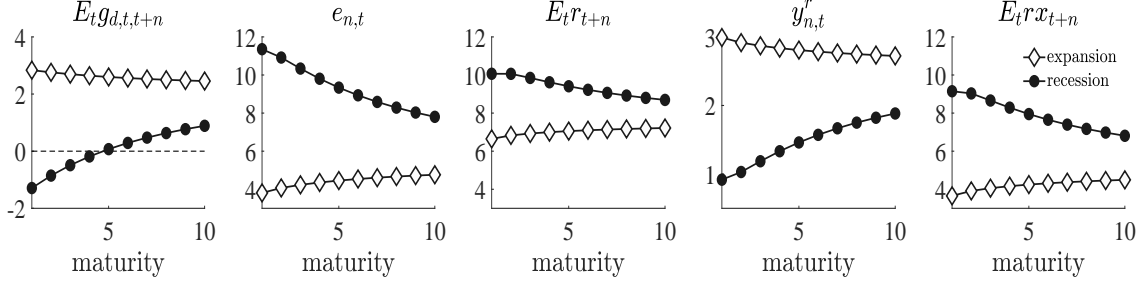 E_t g_{d,t,t+n}
4
2
0
-2
5 10
maturity
e_{n,t}
12
10
8
6
4
5 10
maturity
E_t r_{t+n}
12
10
8
6
4
5 10
maturity
y^r_{n,t}
3
2
1
5 10
maturity
E_t rx_{t+n}
12
10
8
6
4
expansion
recession
5 10
maturity